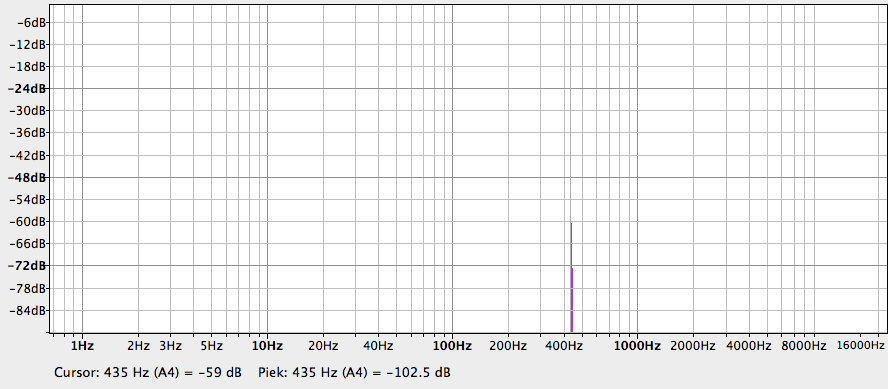 -6dB
-12dB
-18dB
-24dB
-30dB
-36dB
-42dB
-48dB
-54dB
-60dB
-66dB
-72dB
-78dB
-84dB
1Hz 2Hz 3Hz 5Hz 10Hz 20Hz 40Hz 100Hz 200Hz 400Hz 1000Hz 2000Hz 4000Hz 8000Hz 16000Hz
Cursor: 435 Hz (A4) = -59 dB Piek: 435 Hz (A4) = -102.5 dB